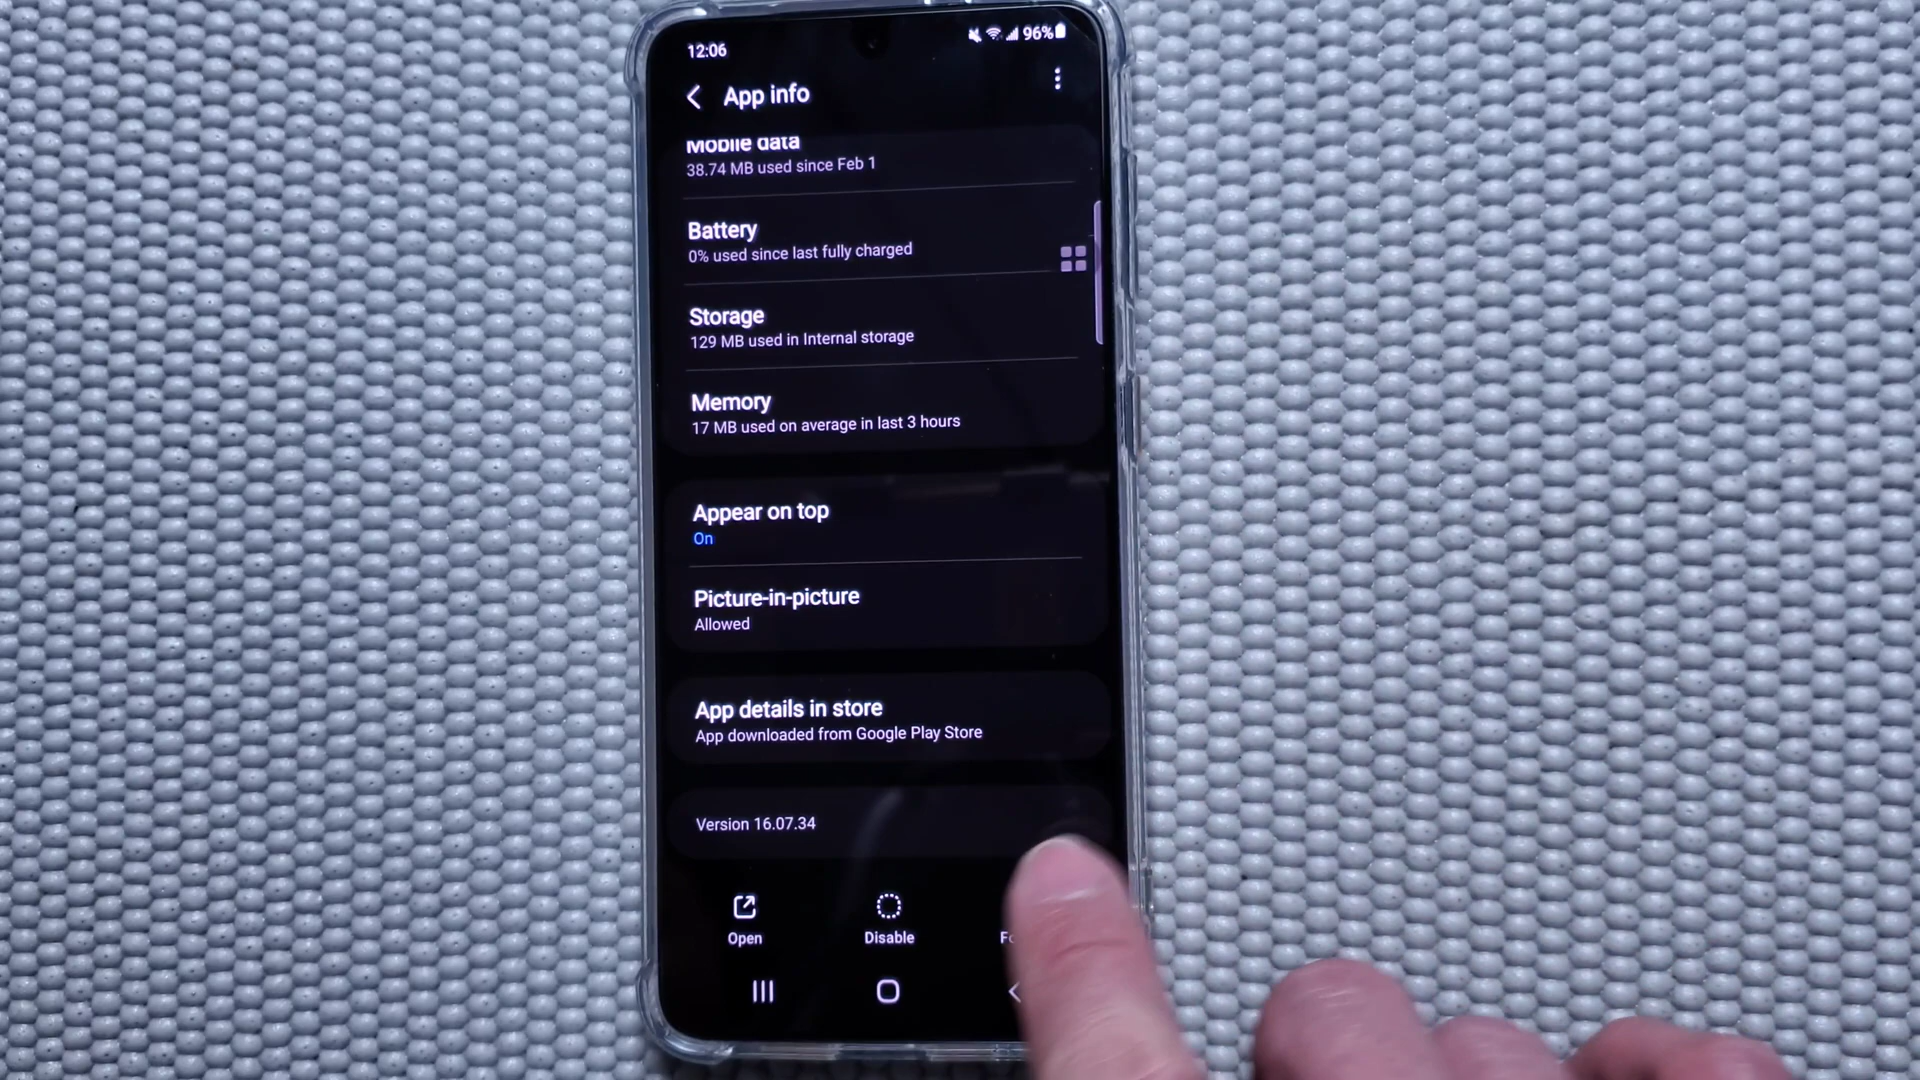 12:06
96%
App info
Mobile data
38.74 MB used since Feb 1
Battery
0% used since last fully charged
Storage
129 MB used in Internal storage
Memory
17 MB used on average in last 3 hours
Appear on top
On
Picture-in-picture
Allowed
App details in store
App downloaded from Google Play Store
Version 16.07.34
Open
Disable